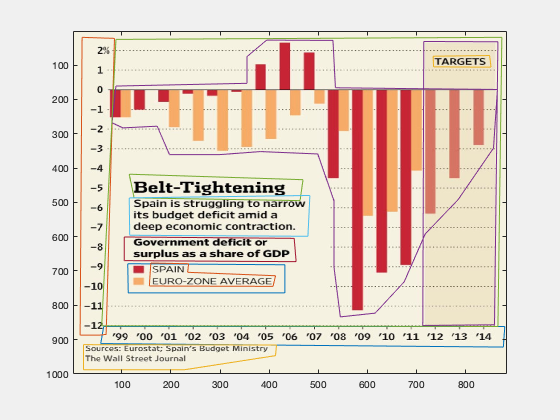 100
200
300
400
500
600
700
800
900
1000
2%
1
0
−1
−2
−3
−4
−5
−6
−7
−8
−9
−10
−11
−12
TARGETS
Belt-Tightening
Spain is struggling to narrow
its budget deficit amid a
deep economic contraction.
Government deficit or
surplus as a share of GDP
SPAIN
EURO-ZONE AVERAGE
’99 ’00 ’01 ’02 ’03 ’04 ’05 ’06 ’07 ’08 ’09 ’10 ’11 ’12 ’13 ’14
Sources: Eurostat; Spain's Budget Ministry
The Wall Street Journal
100 200 300 400 500 600 700 800